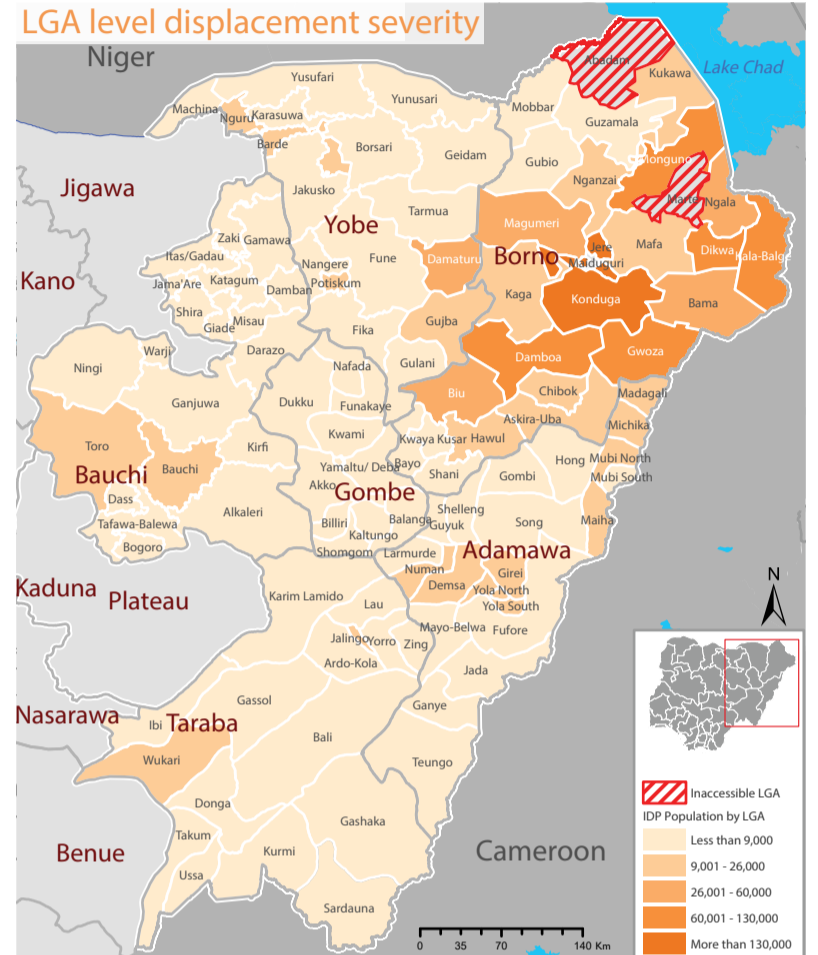 LGA level displacement severity
Niger
Lake Chad
Abadam
Kukawa
Yusufari
Machina
Nguru
Karasuwa
Yunusari
Mobbar
Guzamala
Barde
Borsari
Geidam
Gubio
Monguno
Nganzai
Marte
Ngala
Jigawa
Jakusko
Tarmua
Yobe
Magumeri
Zaki
Gamawa
Itas/Gadau
Nangere
Fune
Damaturu
Borno
Jere
Maiduguri
Mafa
Dikwa
Kala-Balge
Kano
Jama'Are
Katagum
Damban
Potiskum
Kaga
Konduga
Bama
Shira
Giade
Misau
Fika
Gujba
Darazo
Warji
Ningi
Nafada
Gulani
Damboa
Gwoza
Ganjuwa
Dukku
Funakaye
Biu
Chibok
Madagali
Askira-Uba
Michika
Toro
Kirfi
Kwami
Kwaya Kusar
Hawul
Bauchi
Bauchi
Yamaltu/ Deba
Bayo
Shani
Gombi
Hong
Mubi North
Mubi South
Dass
Akko
Gombe
Tafawa-Balewa
Alkaleri
Billiri
Balanga
Kaltungo
Shelleng
Guyuk
Song
Maiha
Bogoro
Shomgom
Larmurde
Adamawa
Numan
Demsa
Girei
Yola North
Yola South
Kaduna
Plateau
Karim Lamido
Lau
Mayo-Belwa
Fufore
Jalingo
Yorro
Zing
Ardo-Kola
Jada
Nasarawa
Gassol
Ibi
Taraba
Ganye
Bali
Wukari
Teungo
Donga
Gashaka
Takum
Benue
Kurmi
Ussa
Sardauna
Cameroon
N
Inaccessible LGA
IDP Population by LGA
Less than 9,000
9,001 - 26,000
26,001 - 60,000
60,001 - 130,000
More than 130,000
0 35 70 140 Km